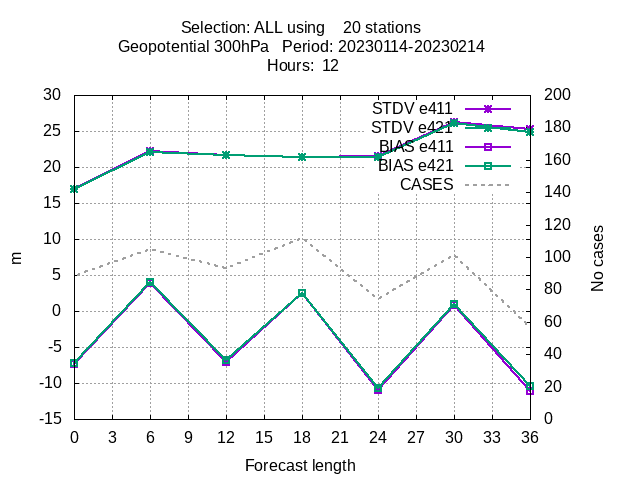 Selection: ALL using    20 stations
Geopotential 300hPa   Period: 20230114-20230214
Hours:  12
30
25
20
15
10
5
0
-5
-10
-15
m
STDV e411
STDV e421
BIAS e411
BIAS e421
CASES
200
180
160
140
120
100
80
60
40
20
0
No cases
0 3 6 9 12 15 18 21 24 27 30 33 36
Forecast length